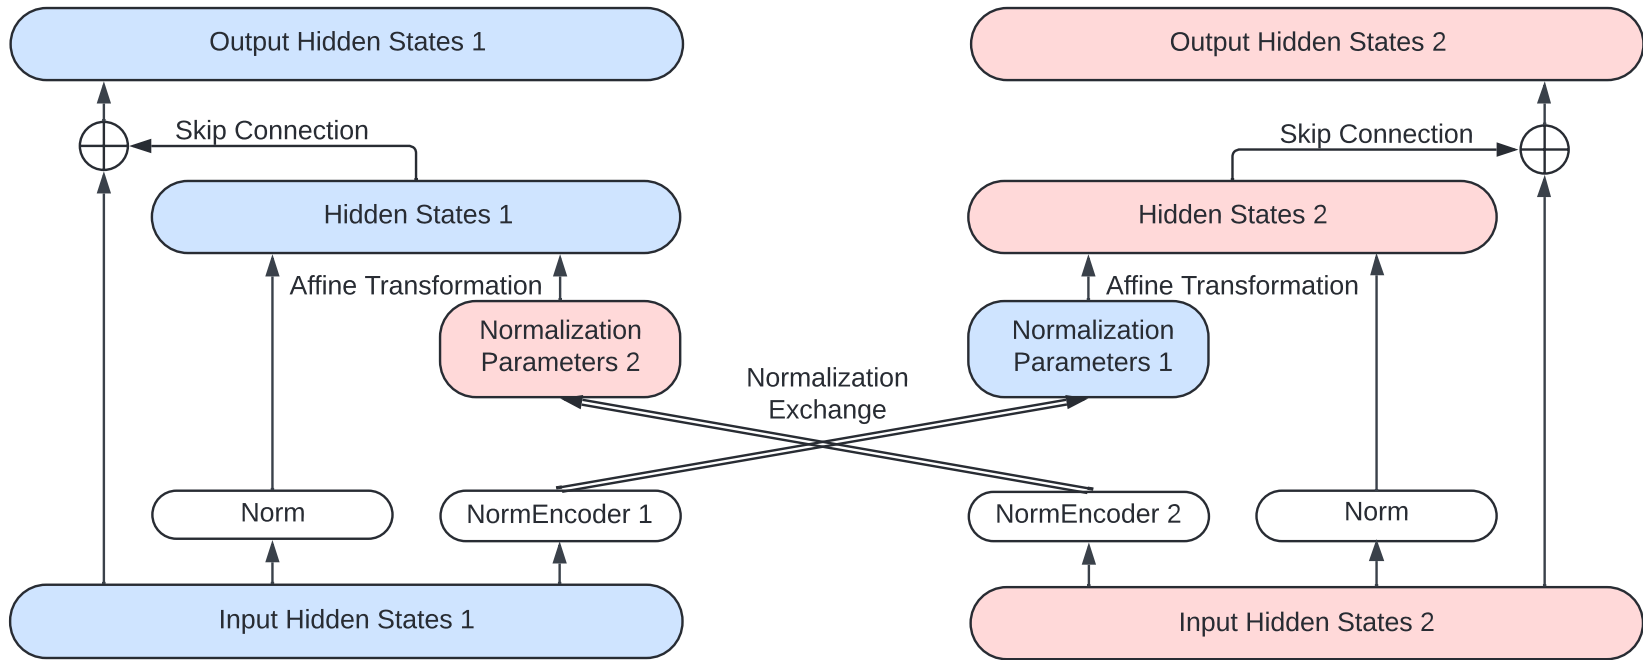 Output Hidden States 1
Output Hidden States 2
Skip Connection
Skip Connection
Hidden States 1
Hidden States 2
Affine Transformation
Affine Transformation
Normalization
Parameters 2
Normalization
Parameters 1
Normalization
Exchange
Norm
NormEncoder 1
NormEncoder 2
Norm
Input Hidden States 1
Input Hidden States 2